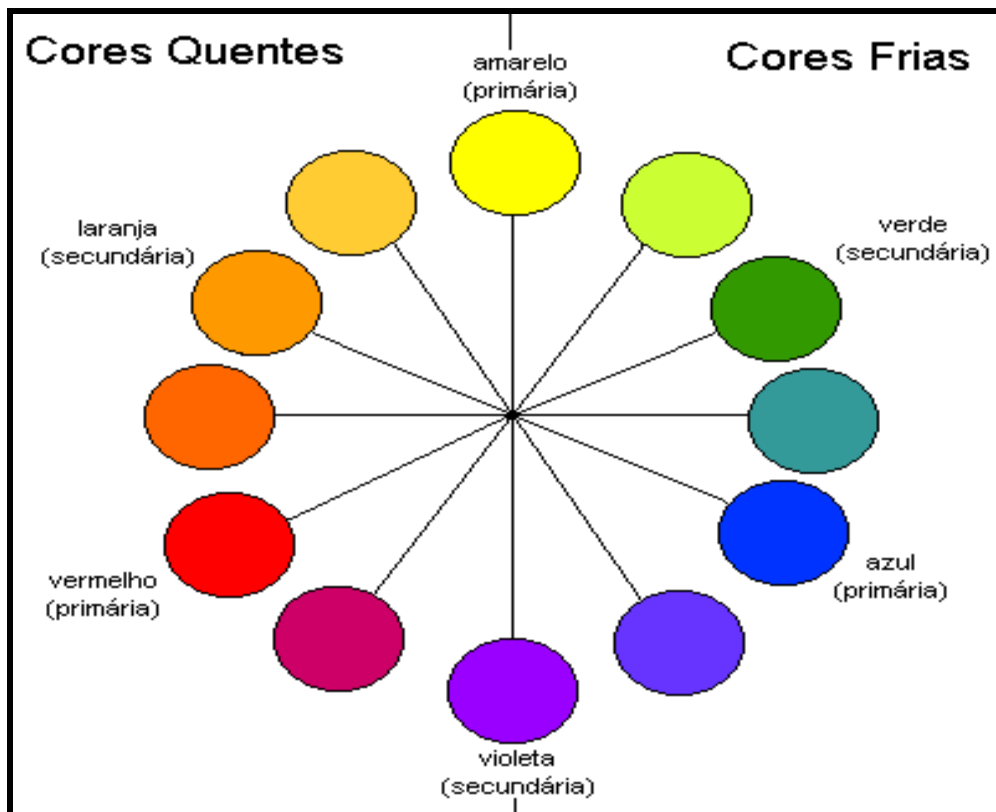 Cores Quentes
Cores Frias
amarelo
(primária)
laranja
(secundária)
verde
(secundária)
vermelho
(primária)
azul
(primária)
violeta
(secundária)